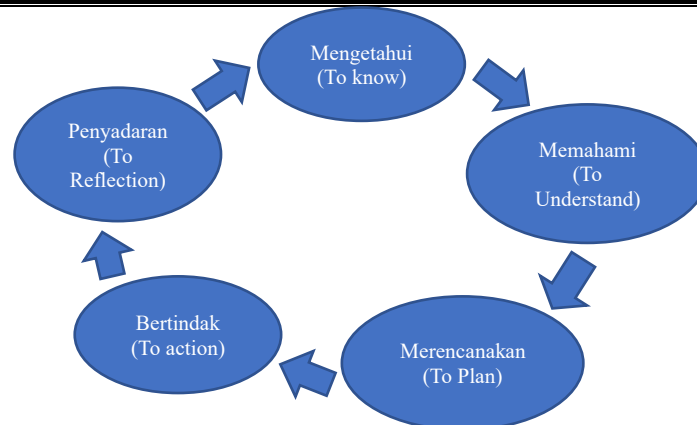 Mengetahui
(To know)
Memahami
(To
Understand)
Merencanakan
(To Plan)
Bertindak
(To action)
Penyadaran
(To
Reflection)